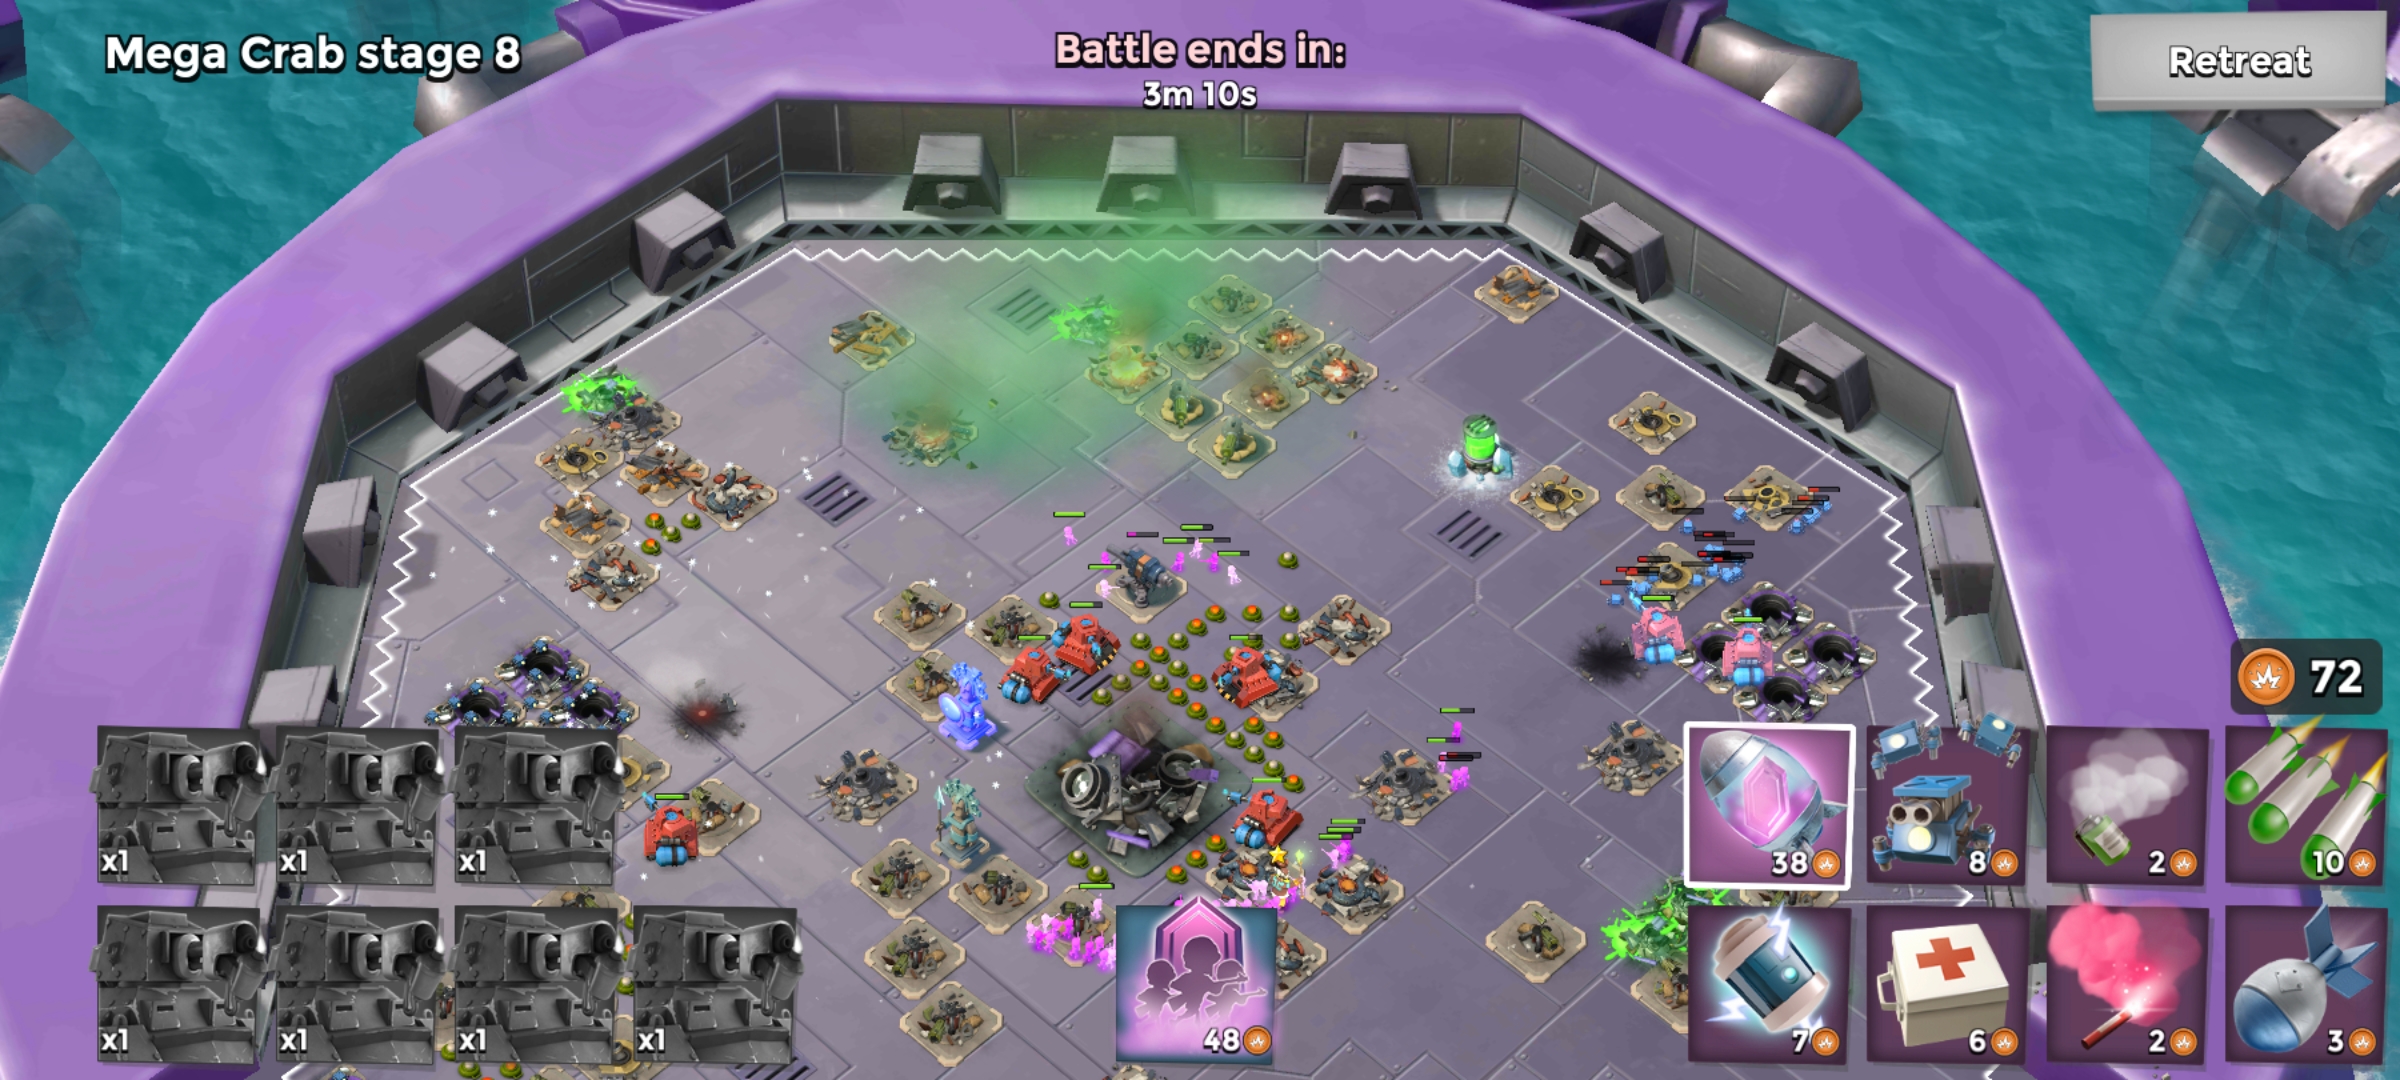 Mega Crab stage 8
Battle ends in:
3m 10s
Retreat
72
38
8
2
10
x1
x1
x1
x1
x1
x1
x1
48
7
6
2
3